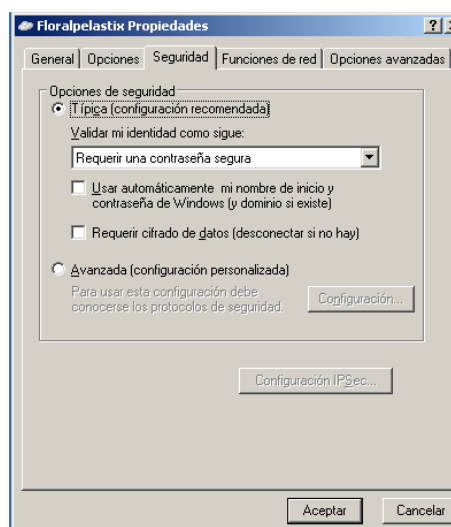 Floralpelastix Propiedades
General Opciones Seguridad Funciones de red Opciones avanzadas
Opciones de seguridad
Típica (configuración recomendada)
Validar mi identidad como sigue:
Requerir una contraseña segura
Usar automáticamente mi nombre de inicio y
contraseña de Windows (y dominio si existe)
Requerir cifrado de datos (desconectar si no hay)
Avanzada (configuración personalizada)
Para usar esta configuración debe
conocerse los protocolos de seguridad.
Configuración...
Configuración IPSec...
Aceptar Cancelar